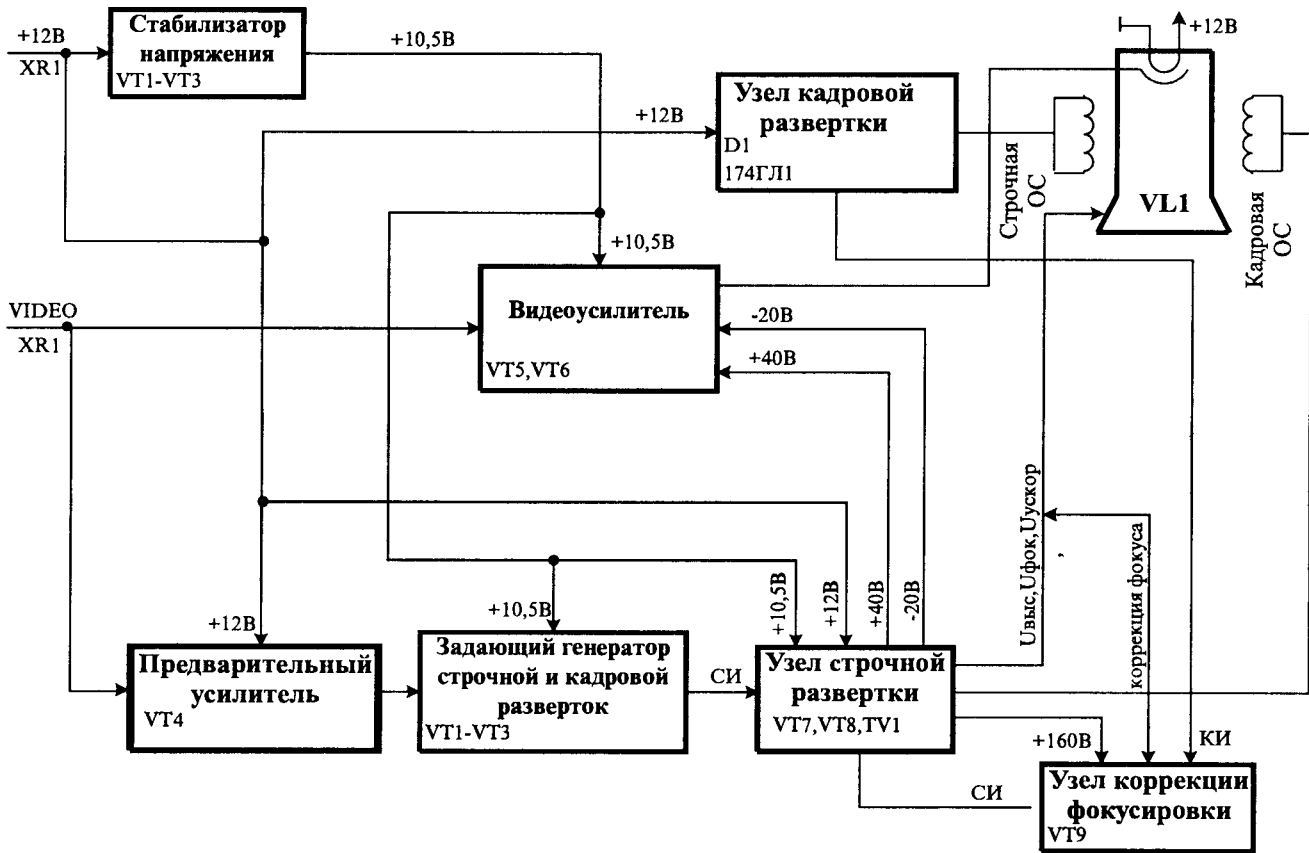 +12В
XR1
Стабилизатор
напряжения
VT1-VT3
+10,5В
+12В
Узел кадровой
развертки
D1
174ГЛ1
+12В
Строчная
ОС
VL1
Кадровая
ОС
+10,5В
VIDEO
XR1
Видеоусилитель
VT5,VT6
-20В
+40В
Uвыс,Uфок,Uускор
коррекция фокуса
+12В
Предварительный
усилитель
VT4
+10,5В
Задающий генератор
строчной и кадровой
разверток
VT1-VT3
СИ
+10,5В
+12В
+40В
-20В
Узел строчной
развертки
VT7,VT8,TV1
СИ
+160В
КИ
Узел коррекции
фокусировки
VT9